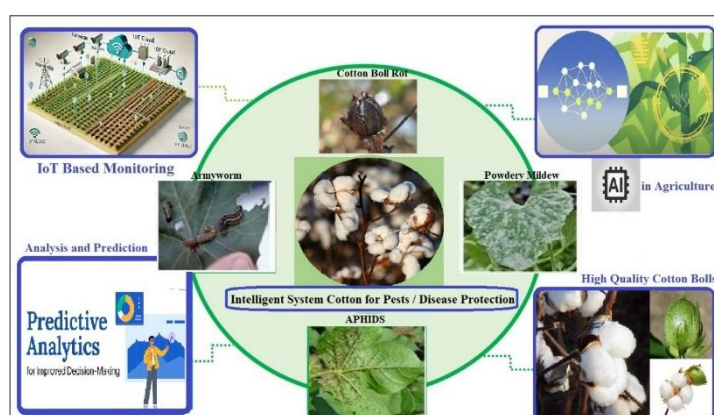 Cotton Boll Rot
IoT Based Monitoring
Armyworm
Powdery Mildew
AI
in Agriculture
Analysis and Prediction
High Quality Cotton Bolls
Predictive
Analytics
for Improved Decision-Making
Intelligent System Cotton for Pests / Disease Protection
APHIDS